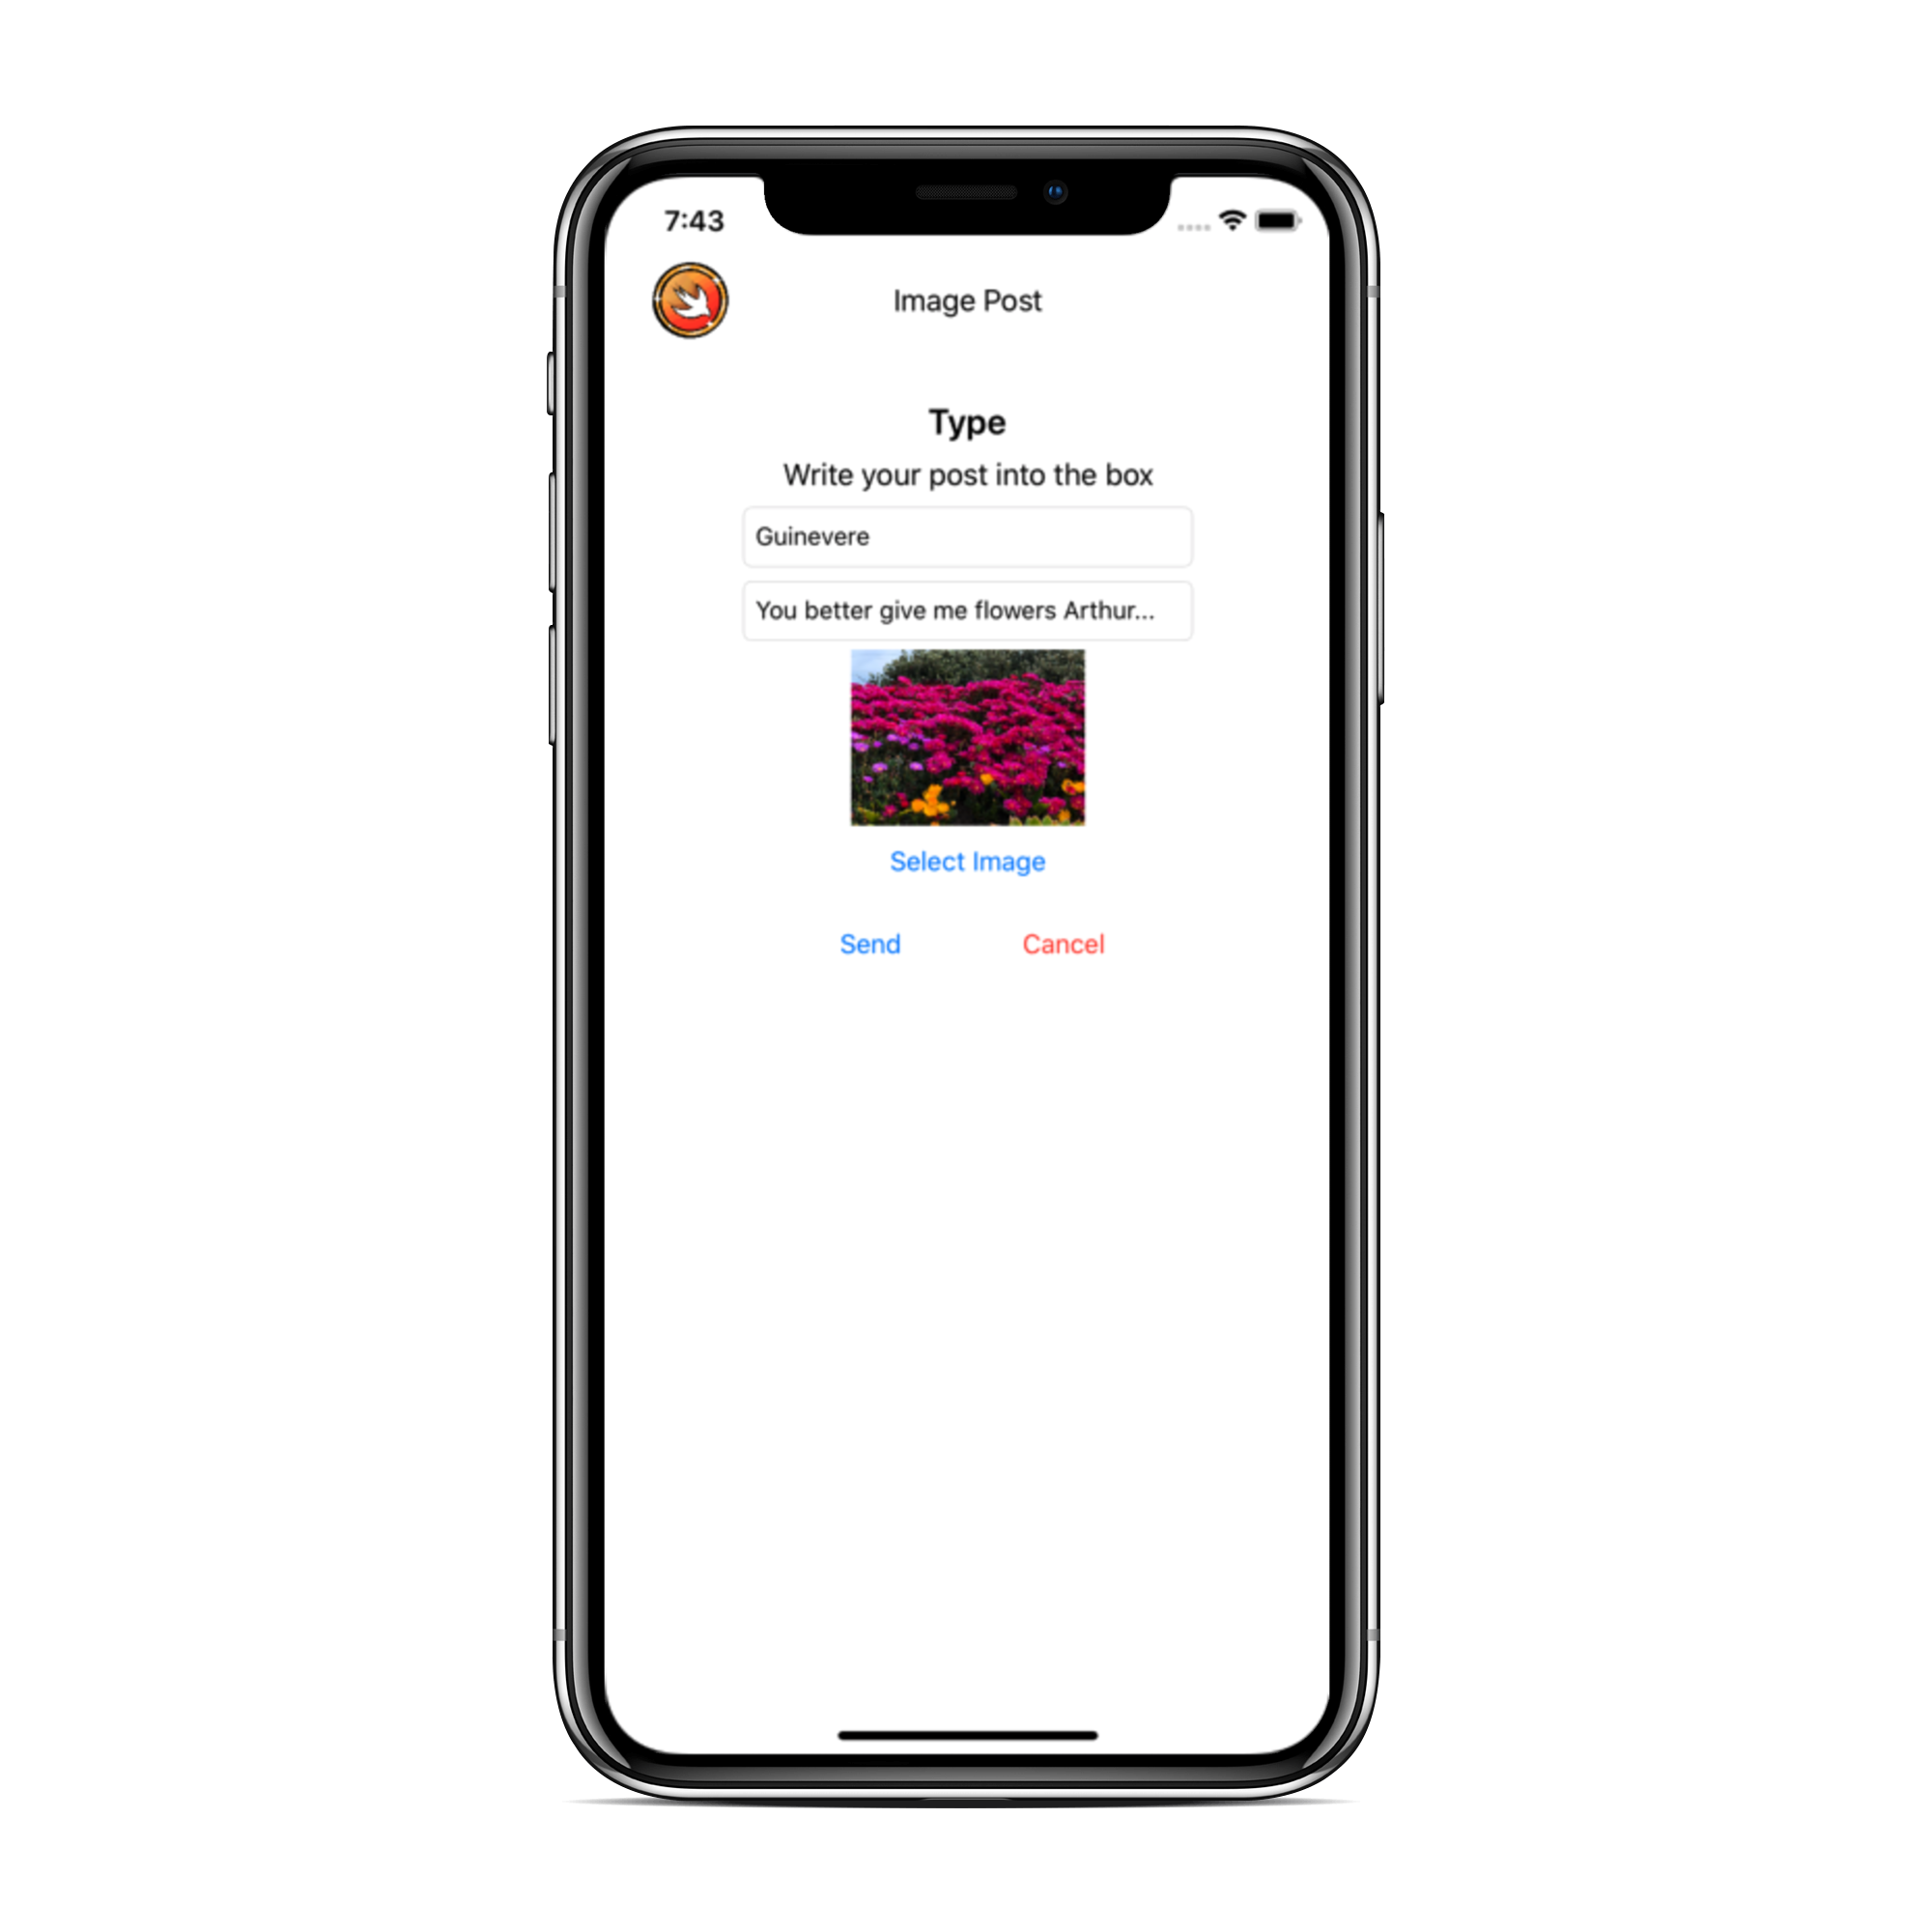 7:43
Image Post
Type
Write your post into the box
Guinevere
You better give me flowers Arthur...
Select Image
Send Cancel